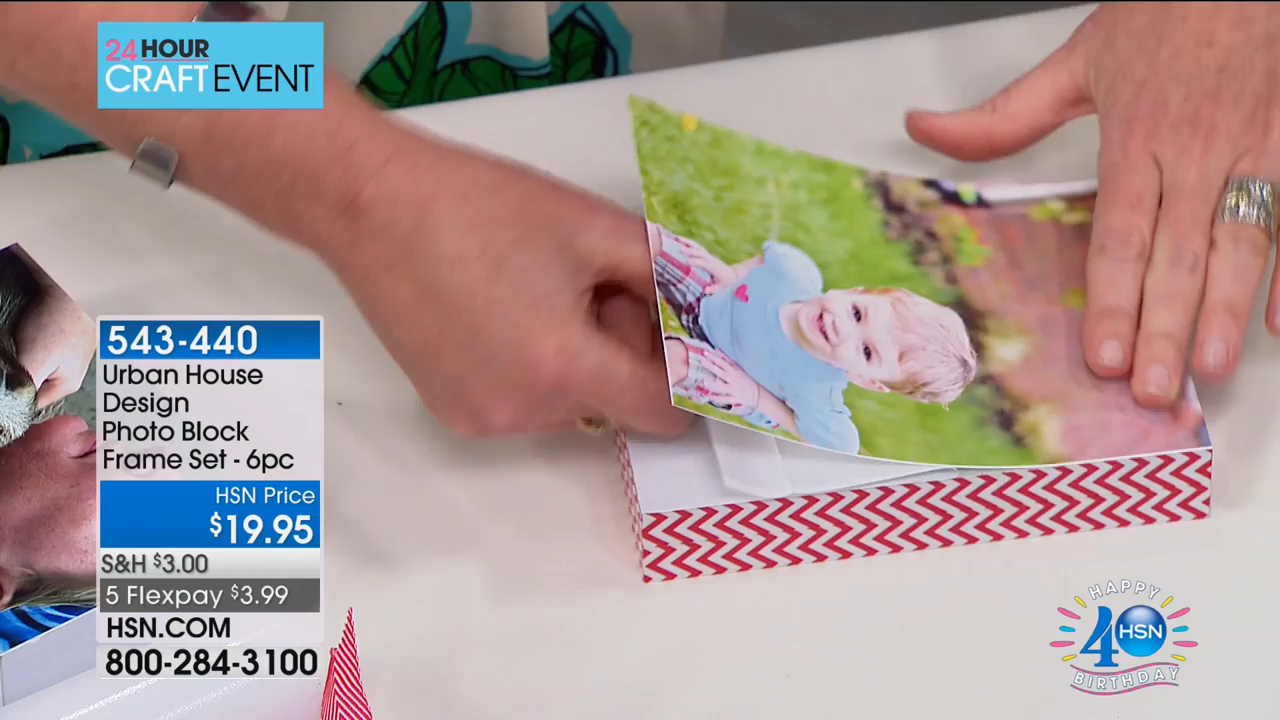 24 HOUR
CRAFT EVENT
543-440
Urban House
Design
Photo Block
Frame Set - 6pc
HSN Price
$19.95
S&H $3.00
5 Flexpay $3.99
HSN.COM
800-284-3100
HAPPY
40 HSN
BIRTHDAY